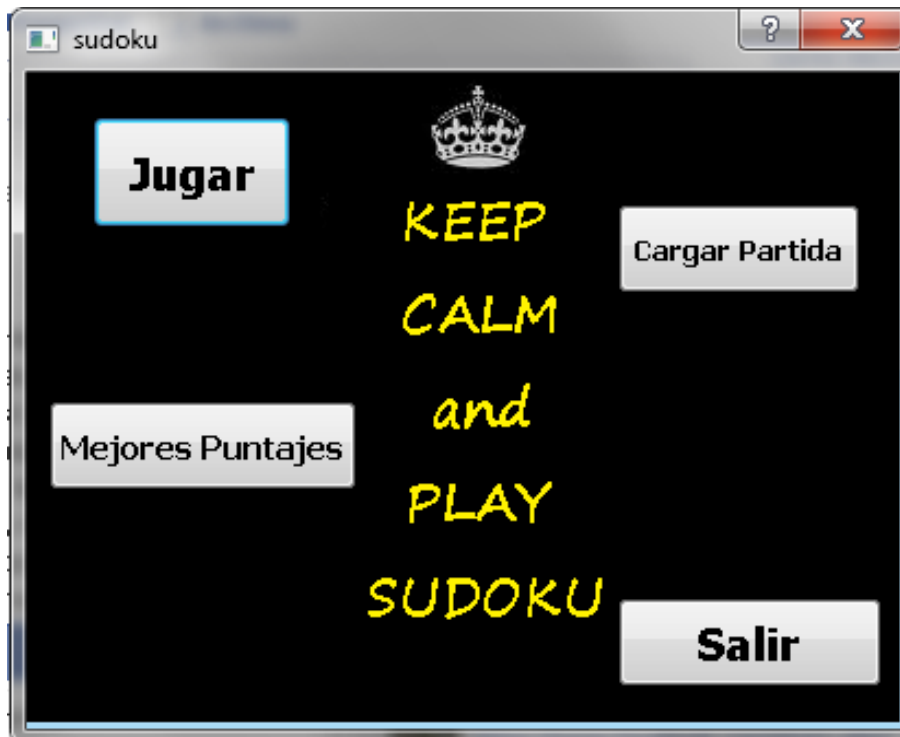 sudoku
Jugar
KEEP
Cargar Partida
CALM
and
Mejores Puntajes
PLAY
SUDOKU
Salir